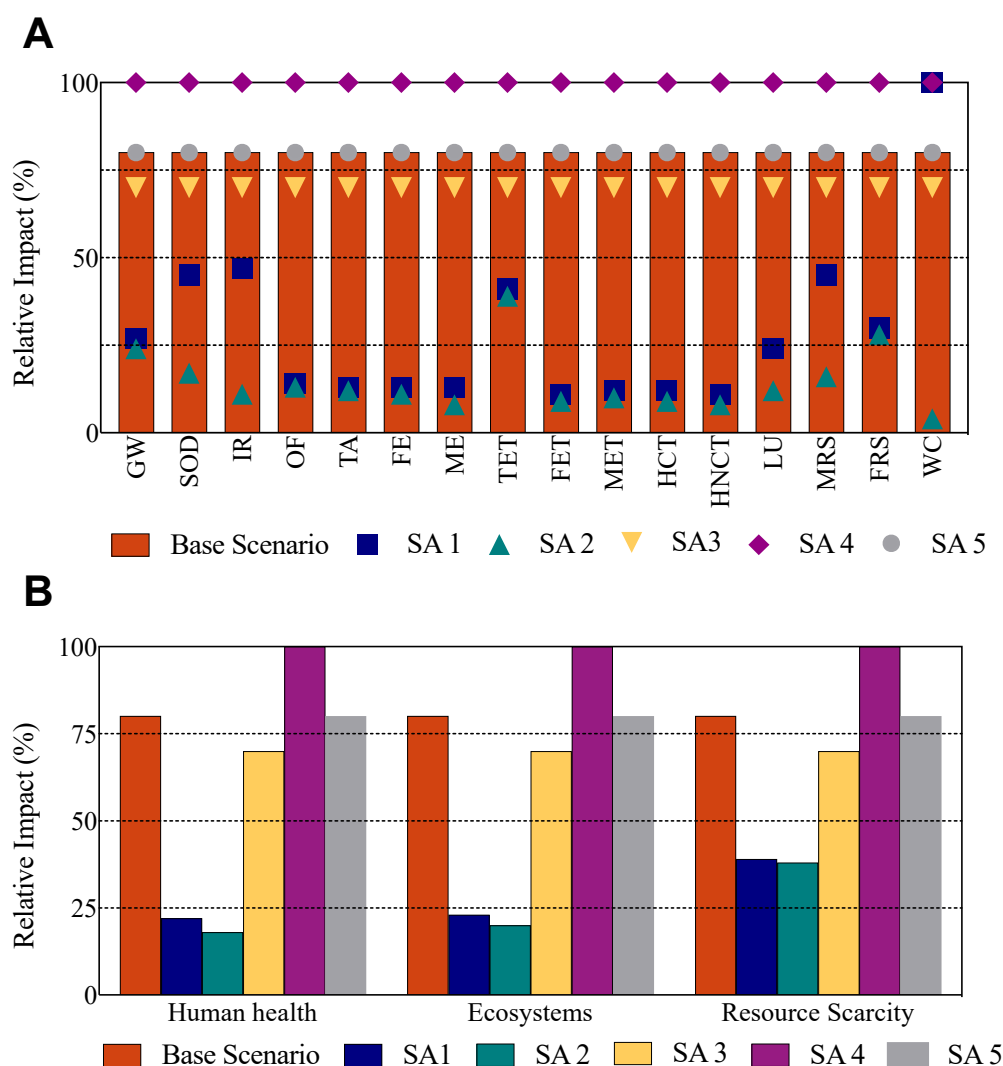 A
100
50
0
Relative Impact (%)
GW SOD IR OF TA FE ME TET FET MET HCT HNCT LU MRS FRS WC
Base Scenario SA 1 SA 2 SA3 SA 4 SA 5
B
100
75
50
25
0
Relative Impact (%)
Human health Ecosystems Resource Scarcity
Base Scenario SA1 SA 2 SA 3 SA 4 SA 5